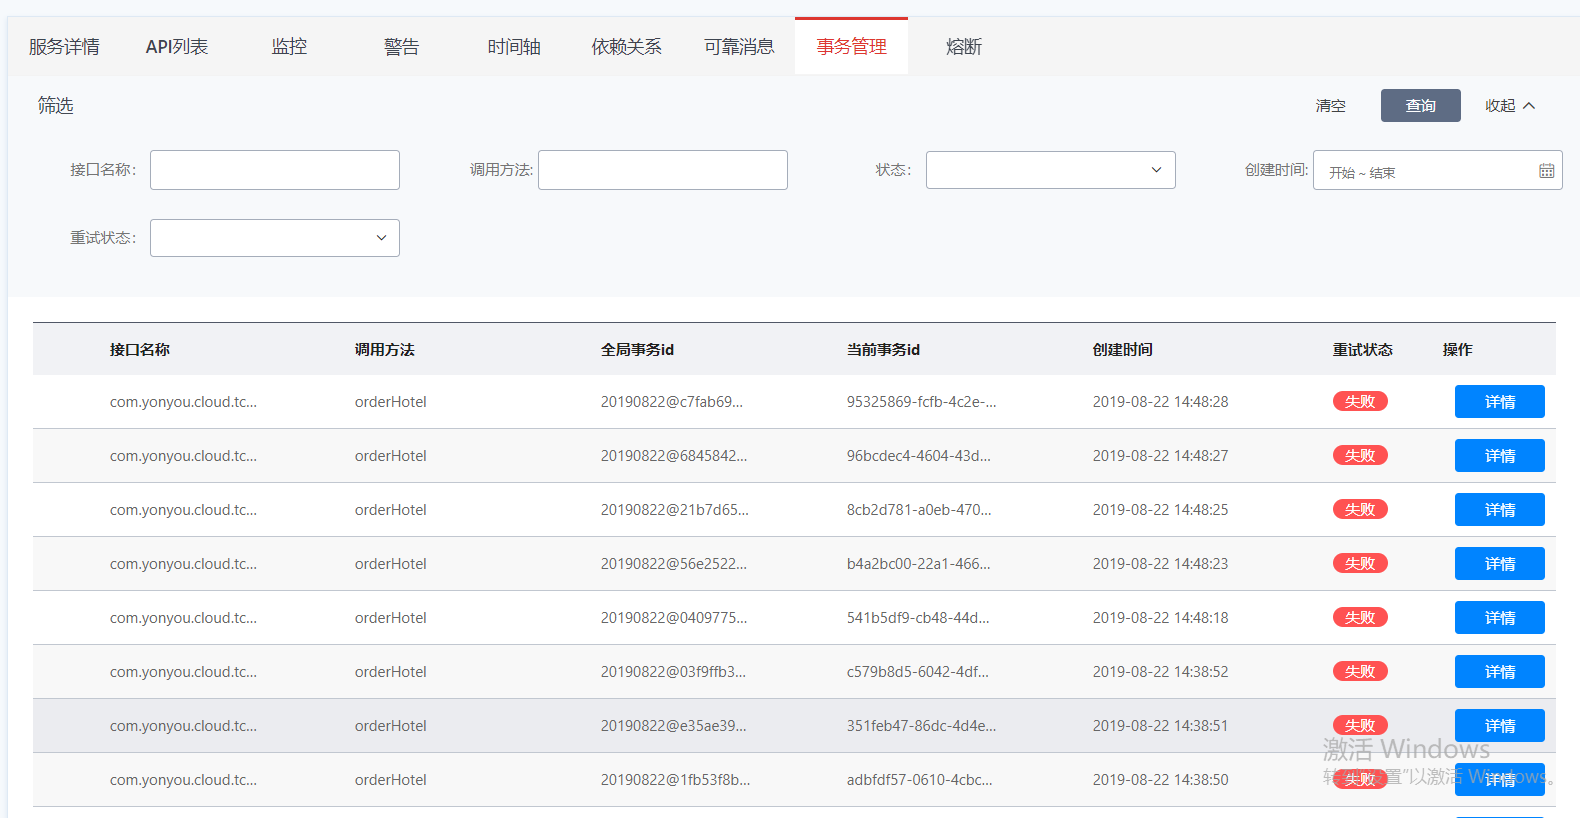 服务详情 API列表 监控 警告 时间轴 依赖关系 可靠消息 事务管理 熔断
筛选 清空 查询 收起
接口名称: 调用方法: 状态: 创建时间: 开始 ~ 结束
重试状态:
接口名称 调用方法 全局事务id 当前事务id 创建时间 重试状态 操作
com.yonyou.cloud.tc... orderHotel 20190822@c7fab69... 95325869-fcfb-4c2e-... 2019-08-22 14:48:28 失败 详情
com.yonyou.cloud.tc... orderHotel 20190822@6845842... 96bcdec4-4604-43d... 2019-08-22 14:48:27 失败 详情
com.yonyou.cloud.tc... orderHotel 20190822@21b7d65... 8cb2d781-a0eb-470... 2019-08-22 14:48:25 失败 详情
com.yonyou.cloud.tc... orderHotel 20190822@56e2522... b4a2bc00-22a1-466... 2019-08-22 14:48:23 失败 详情
com.yonyou.cloud.tc... orderHotel 20190822@0409775... 541b5df9-cb48-44d... 2019-08-22 14:48:18 失败 详情
com.yonyou.cloud.tc... orderHotel 20190822@03f9ffb3... c579b8d5-6042-4df... 2019-08-22 14:38:52 失败 详情
com.yonyou.cloud.tc... orderHotel 20190822@e35ae39... 351feb47-86dc-4d4e... 2019-08-22 14:38:51 失败 详情
激活 Windows
com.yonyou.cloud.tc... orderHotel 20190822@1fb53f8b... adbfdf57-0610-4cbc... 2019-08-22 14:38:50 失败 详情
置"以激活 Windows。